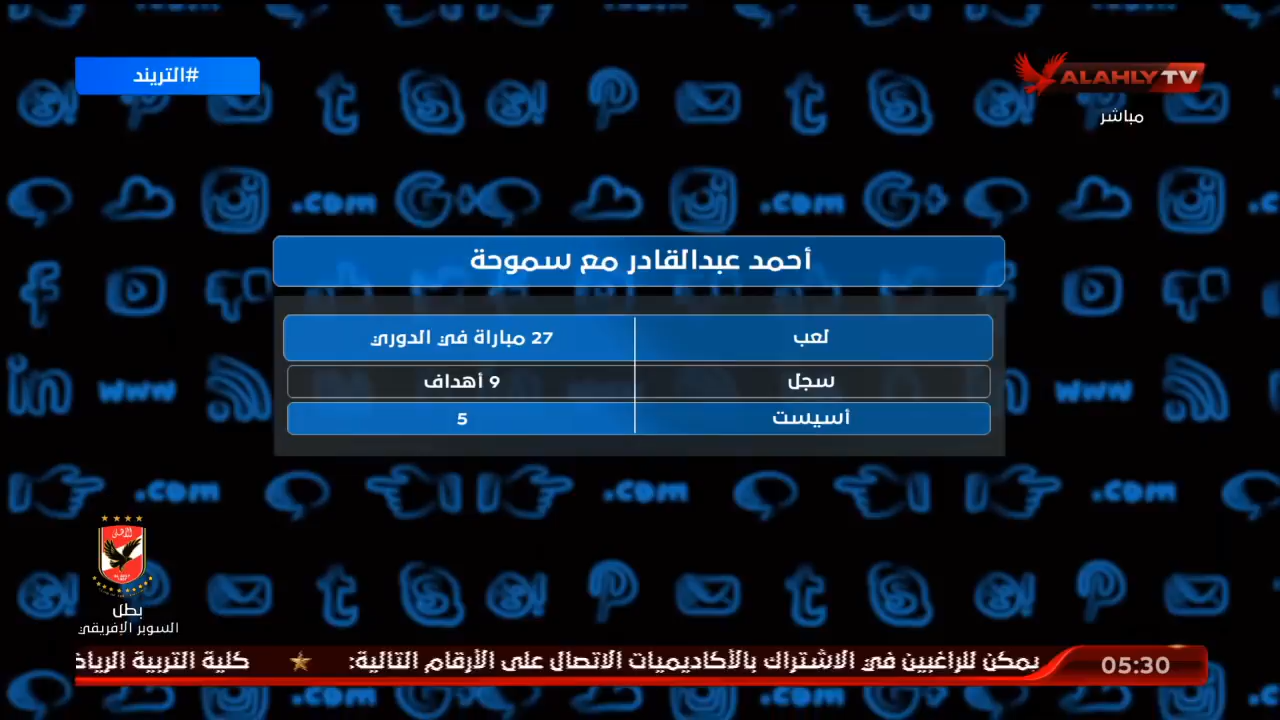 #التريند
ALAHLY TV
مباشر
أحمد عبدالقادر مع سموحة
لعب
27 مباراة في الدوري
سجل
9 أهداف
أسيست
5
بطل
السوبر الإفريقي
05:30
يمكن للراغبين في الاشتراك بالأكاديميات الاتصال على الأرقام التالية: ★ كلية التربية